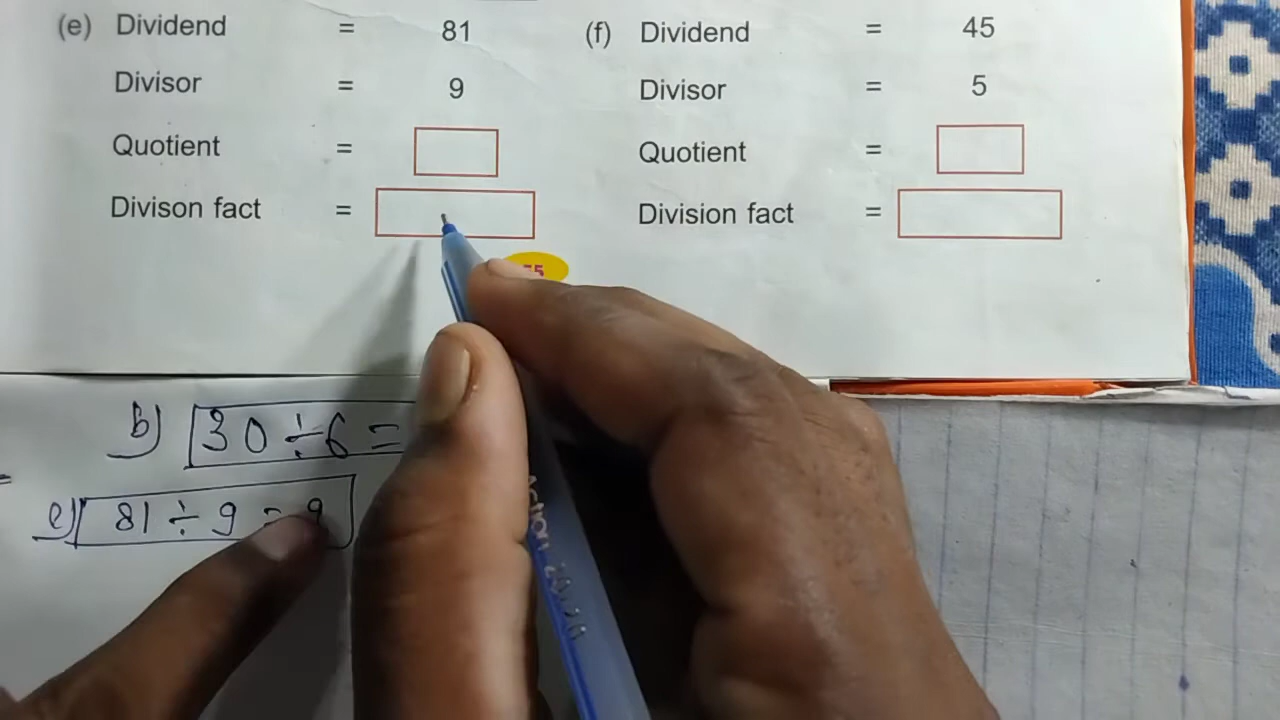 (e) Dividend = 81
Divisor = 9
Quotient =
Divison fact =
(f) Dividend = 45
Divisor = 5
Quotient =
Division fact =
b) 30 ÷ 6 =
e) 81 ÷ 9 = 9